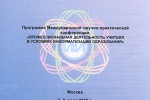 Программа Международной научно-практической
конференции
«ПРОФЕССИОНАЛЬНАЯ ДЕЯТЕЛЬНОСТЬ УЧИТЕЛЯ
В УСЛОВИЯХ ИНФОРМАТИЗАЦИИ ОБРАЗОВАНИЯ»
Москва